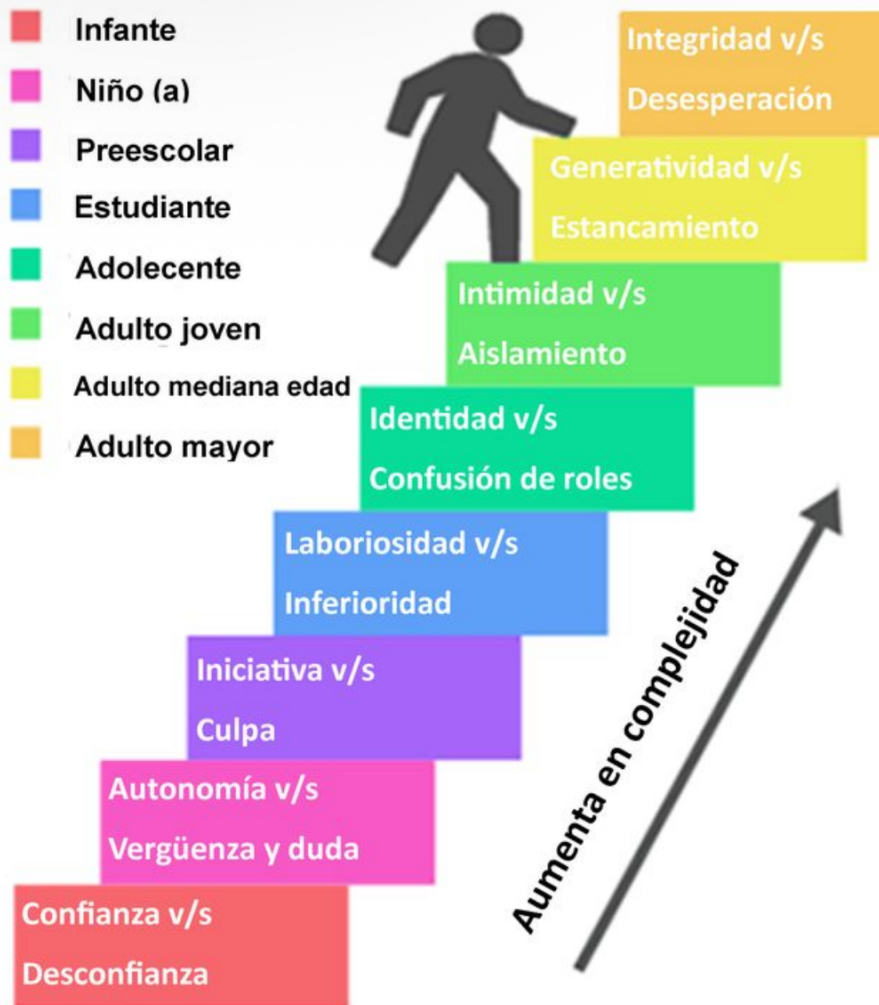 Infante
Niño (a)
Preescolar
Estudiante
Adolecente
Adulto joven
Adulto mediana edad
Adulto mayor
Integridad v/s
Desesperación
Generatividad v/s
Estancamiento
Intimidad v/s
Aislamiento
Identidad v/s
Confusión de roles
Laboriosidad v/s
Inferioridad
Iniciativa v/s
Culpa
Autonomía v/s
Vergüenza y duda
Confianza v/s
Desconfianza
Aumenta en complejidad